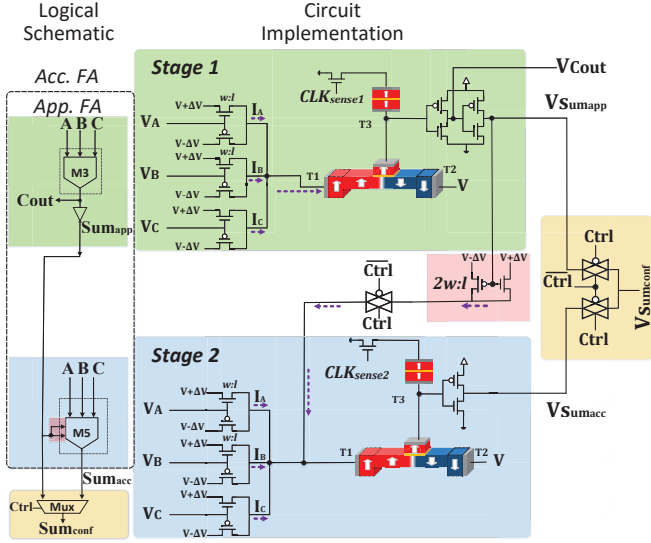 Logical
Schematic
Circuit
Implementation
Acc. FA
App. FA
A B C
M3
Cout
Sumapp
A B C
M5
Sumacc
Ctrl
Mux
Sumconf
Stage 1
V+ΔV
w:l
IA
VA
V-ΔV
V+ΔV
w:l
IB
VB
V-ΔV
V+ΔV
IC
VC
V-ΔV
CLKsense1
T3
T1
T2
V
VCout
VSumapp
Ctrl
Ctrl
V-ΔV
V+ΔV
2w:l
Ctrl
Ctrl
Ctrl
VSumconf
Stage 2
V+ΔV
w:l
IA
VA
V-ΔV
V+ΔV
w:l
IB
VB
V-ΔV
V+ΔV
IC
VC
V-ΔV
CLKsense2
T3
T1
T2
V
VSumacc